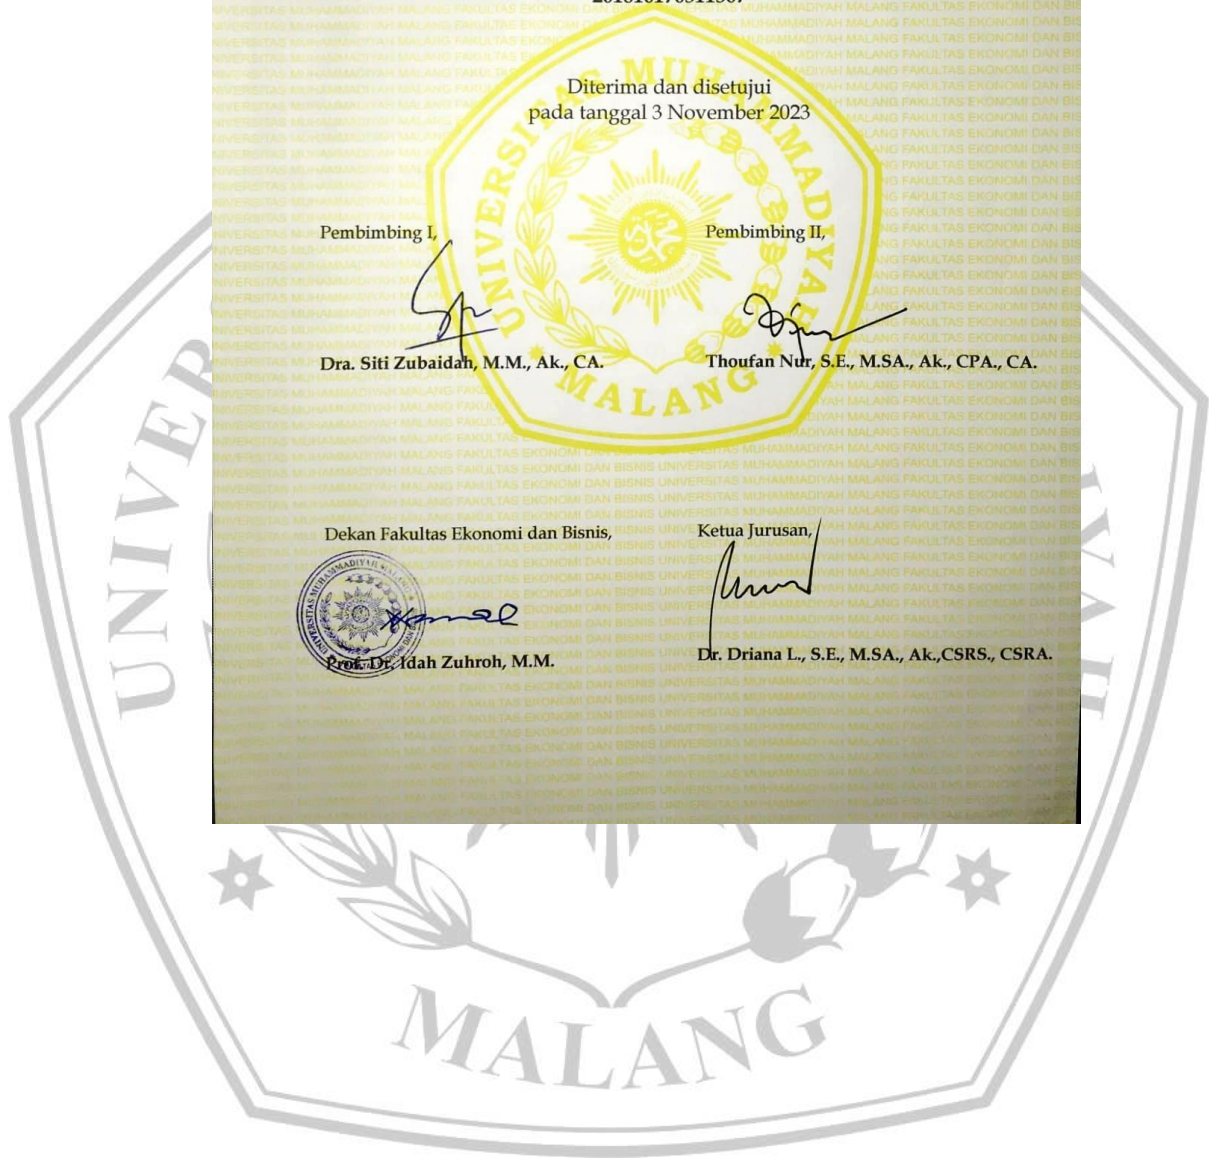 Diterima dan disetujui
pada tanggal 3 November 2023
UNIVERSITAS MUHAMMADIYAH
MALANG
Pembimbing I,
Pembimbing II,
Dra. Siti Zubaidah, M.M., Ak., CA.
Thoufan Nur, S.E., M.SA., Ak., CPA., CA.
Dekan Fakultas Ekonomi dan Bisnis,
Ketua Jurusan,
Prof. Dr. Idah Zuhroh, M.M.
Dr. Driana L., S.E., M.SA., Ak.,CSRS., CSRA.
MALANG